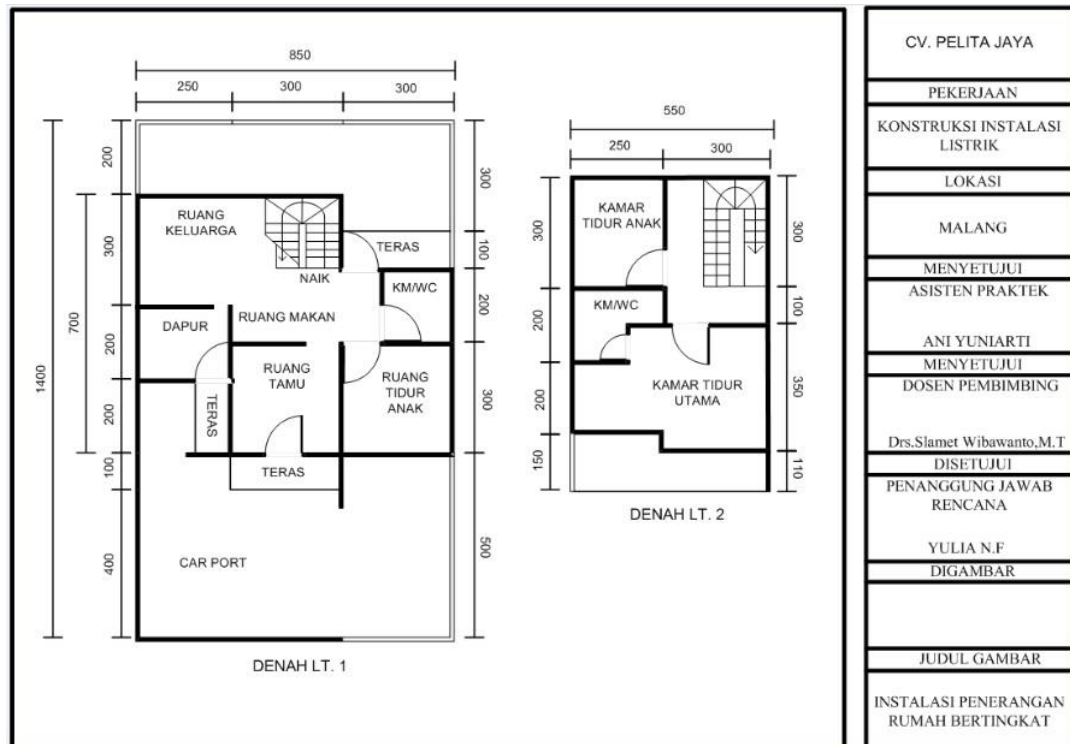 850
250
300
300
1400
700
200
300
200
200
100
400
300
100
200
300
500
RUANG
KELUARGA
NAIK
TERAS
KM/WC
DAPUR
RUANG MAKAN
RUANG
TAMU
RUANG
TIDUR
ANAK
TERAS
TERAS
CAR PORT
DENAH LT. 1
550
250
300
300
200
200
150
300
100
350
110
KAMAR
TIDUR ANAK
KM/WC
KAMAR TIDUR
UTAMA
DENAH LT. 2
CV. PELITA JAYA
PEKERJAAN
KONSTRUKSI INSTALASI
LISTRIK
LOKASI
MALANG
MENYETUJUI
ASISTEN PRAKTEK
ANI YUNIARTI
MENYETUJUI
DOSEN PEMBIMBING
Drs.Slamet Wibawanto,M.T
DISETUJUI
PENANGGUNG JAWAB
RENCANA
YULIA N.F
DIGAMBAR
JUDUL GAMBAR
INSTALASI PENERANGAN
RUMAH BERTINGKAT